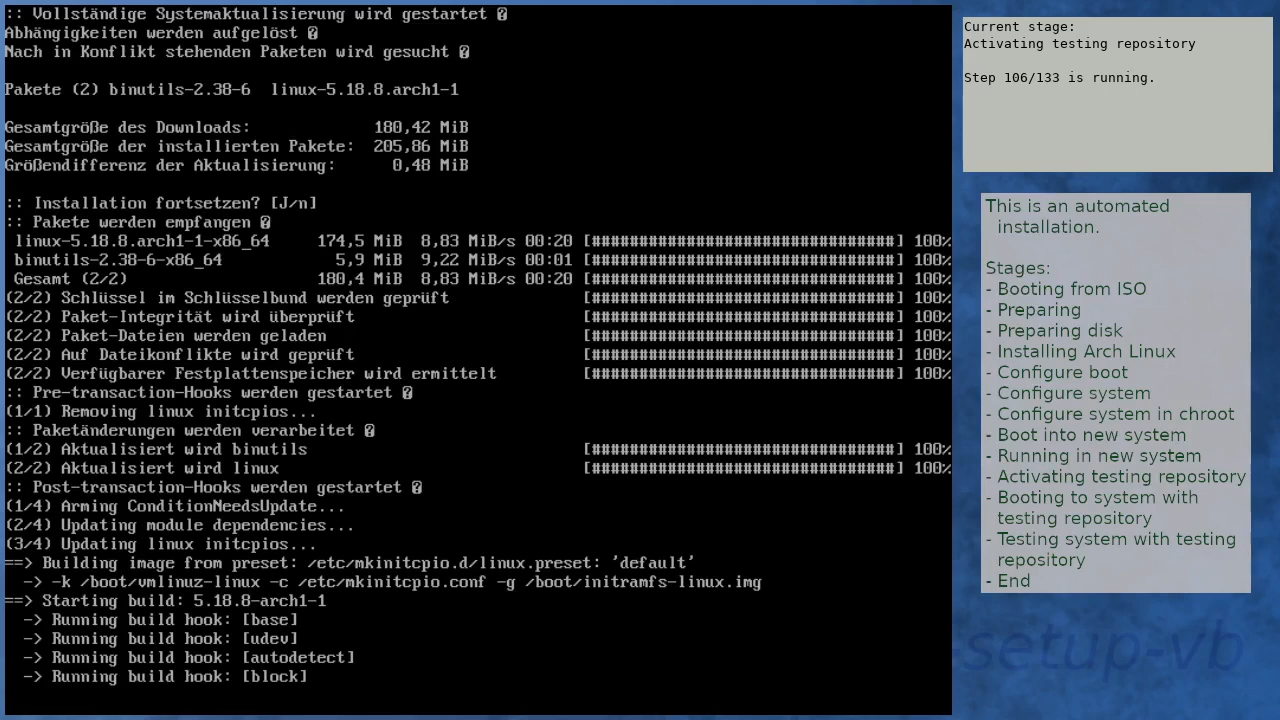 :: Vollständige Systemaktualisierung wird gestartet �
Abhängigkeiten werden aufgelöst �
Nach in Konflikt stehenden Paketen wird gesucht �
Pakete (2) binutils-2.38-6  linux-5.18.8.arch1-1
Gesamtgröße des Downloads:             180,42 MiB
Gesamtgröße der installierten Pakete:  205,86 MiB
Größendifferenz der Aktualisierung:      0,48 MiB
:: Installation fortsetzen? [J/n]
:: Pakete werden empfangen �
linux-5.18.8.arch1-1-x86_64     174,5 MiB  8,83 MiB/s 00:20 [################################] 100%
binutils-2.38-6-x86_64            5,9 MiB  9,22 MiB/s 00:01 [################################] 100%
Gesamt (2/2)                    180,4 MiB  8,83 MiB/s 00:20 [################################] 100%
(2/2) Schlüssel im Schlüsselbund werden geprüft              [################################] 100%
(2/2) Paket-Integrität wird überprüft                        [################################] 100%
(2/2) Paket-Dateien werden geladen                           [################################] 100%
(2/2) Auf Dateikonflikte wird geprüft                        [################################] 100%
(2/2) Verfügbarer Festplattenspeicher wird ermittelt         [################################] 100%
:: Pre-transaction-Hooks werden gestartet �
(1/1) Removing linux initcpios...
:: Paketänderungen werden verarbeitet �
(1/2) Aktualisiert wird binutils                             [################################] 100%
(2/2) Aktualisiert wird linux                                [################################] 100%
:: Post-transaction-Hooks werden gestartet �
(1/4) Arming ConditionNeedsUpdate...
(2/4) Updating module dependencies...
(3/4) Updating linux initcpios...
==> Building image from preset: /etc/mkinitcpio.d/linux.preset: 'default'
-> -k /boot/vmlinuz-linux -c /etc/mkinitcpio.conf -g /boot/initramfs-linux.img
==> Starting build: 5.18.8-arch1-1
-> Running build hook: [base]
-> Running build hook: [udev]
-> Running build hook: [autodetect]
-> Running build hook: [block]
Current stage:
Activating testing repository
Step 106/133 is running.
This is an automated
installation.
Stages:
- Booting from ISO
- Preparing
- Preparing disk
- Installing Arch Linux
- Configure boot
- Configure system
- Configure system in chroot
- Boot into new system
- Running in new system
- Activating testing repository
- Booting to system with
testing repository
- Testing system with testing
repository
- End
-setup-vb